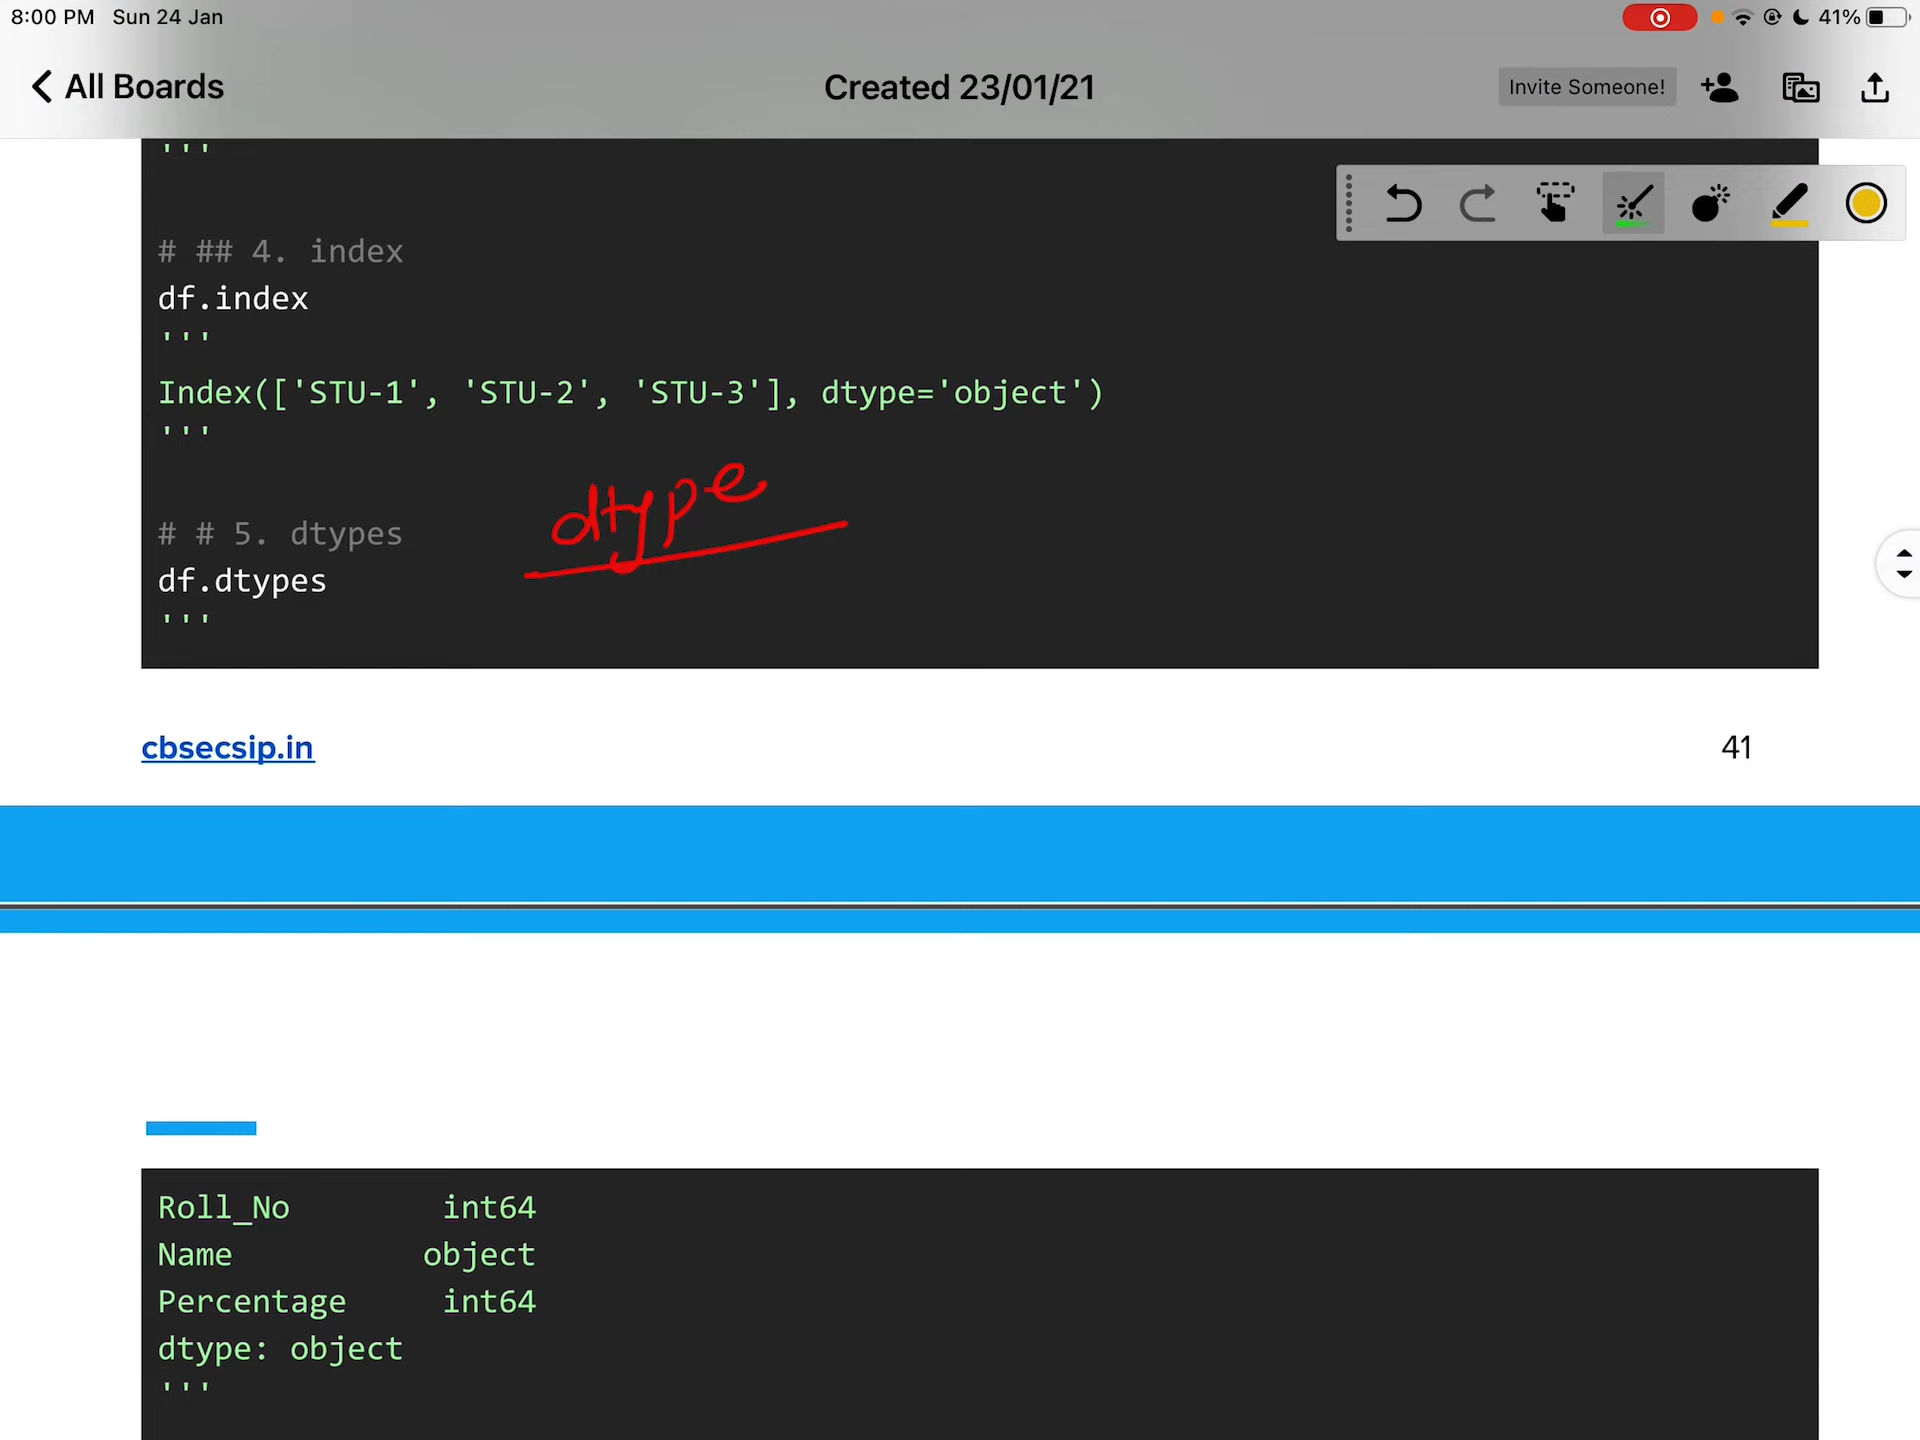 8:00 PM Sun 24 Jan
41%
All Boards
Created 23/01/21
Invite Someone!
'''
# ## 4. index
df.index
'''
Index(['STU-1', 'STU-2', 'STU-3'], dtype='object')
'''
dtype
# # 5. dtypes
df.dtypes
'''
cbsecsip.in
41
Roll_No int64
Name object
Percentage int64
dtype: object
'''